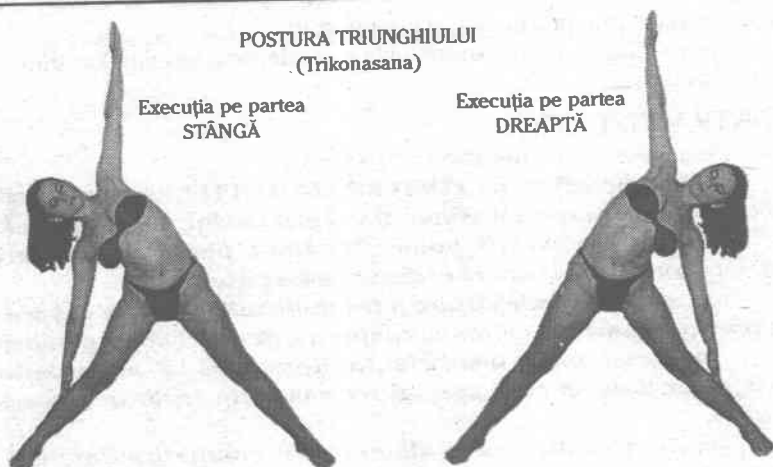 POSTURA TRIUNGHIULUI
(Trikonasana)
Execuția pe partea
STÂNGĂ
Execuția pe partea
DREAPTĂ